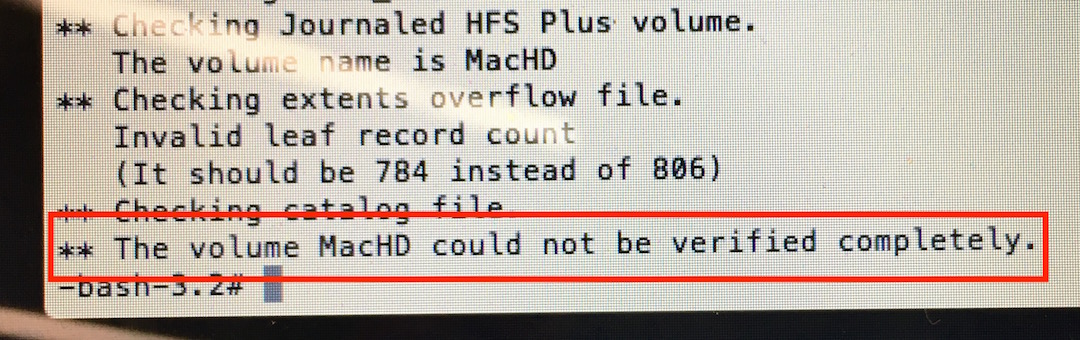 ** Checking Journaled HFS Plus volume.
The volume name is MacHD
** Checking extents overflow file.
Invalid leaf record count
(It should be 784 instead of 806)
** Checking catalog file.
** The volume MacHD could not be verified completely.
-bash-3.2#